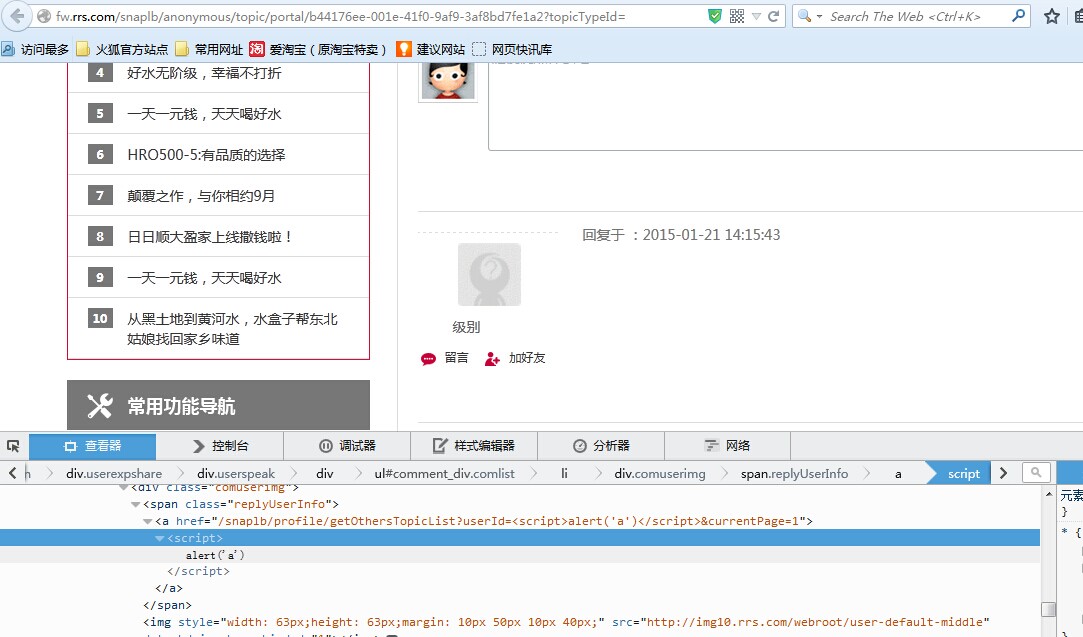 fw.rrs.com/snaplb/anonymous/topic/portal/b44176ee-001e-41f0-9af9-3af8bd7fe1a2?topicTypeId=
Search The Web <Ctrl+K>
访问最多 火狐官方站点 常用网址 淘 爱淘宝（原淘宝特卖） 建议网站 网页快讯库
4 好水无阶级，幸福不打折
5 一天一元钱，天天喝好水
6 HRO500-5:有品质的选择
7 颠覆之作，与你相约9月
8 日日顺大盈家上线撒钱啦！
9 一天一元钱，天天喝好水
10 从黑土地到黄河水，水盒子帮东北
姑娘找回家乡味道
常用功能导航
回复于 ：2015-01-21 14:15:43
级别
留言 加好友
查看器 控制台 调试器 样式编辑器 分析器 网络
div.userexpshare div.userspeak div ul#comment_div.comlist li div.comuserimg span.replyUserInfo a script
<div class="comuserimg">
<span class="replyUserInfo">
<a href="/snaplb/profile/getOthersTopicList?userId=<script>alert('a')</script>&currentPage=1">
<script>
alert('a')
</script>
</a>
</span>
<img style="width: 63px;height: 63px;margin: 10px 50px 10px 40px;" src="http://img10.rrs.com/webroot/user-default-middle"
元素
}
* {